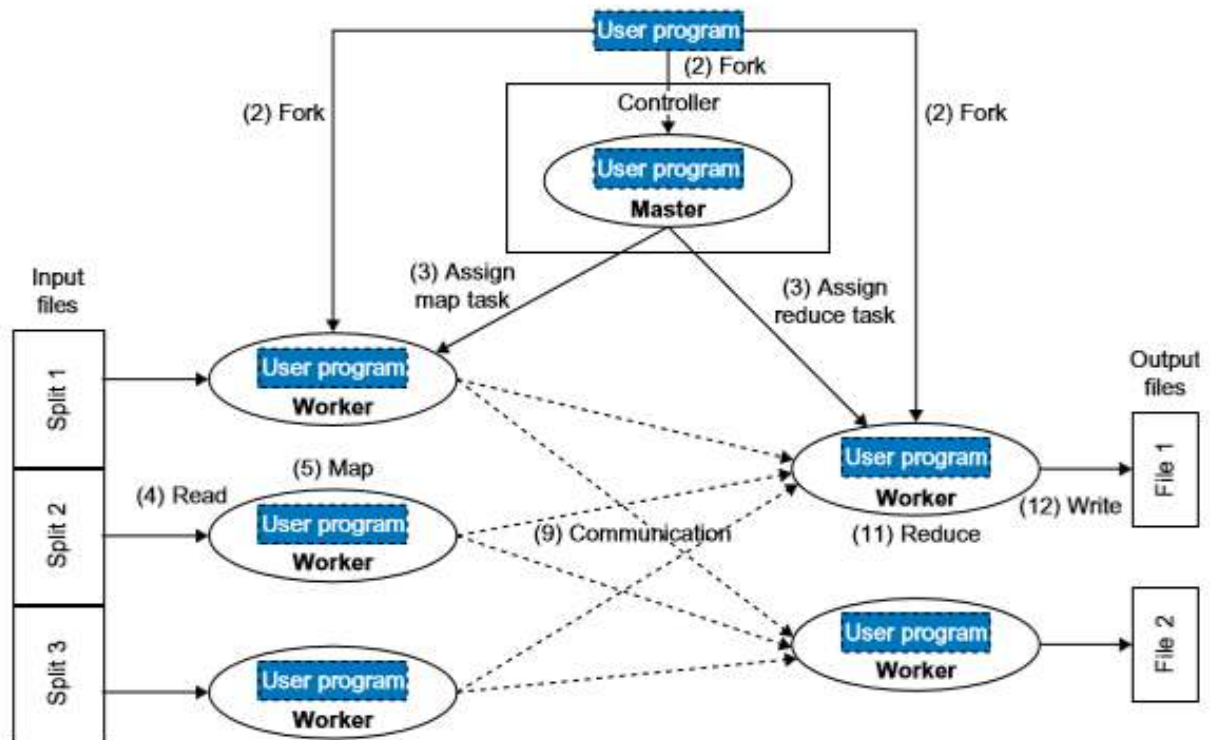 User program
(2) Fork
(2) Fork
(2) Fork
Controller
User program
Master
(3) Assign
map task
(3) Assign
reduce task
Input
files
Split 1
Split 2
Split 3
User program
Worker
(5) Map
(4) Read
User program
Worker
User program
Worker
(9) Communication
User program
Worker
(11) Reduce
(12) Write
User program
Worker
Output
files
File 1
File 2